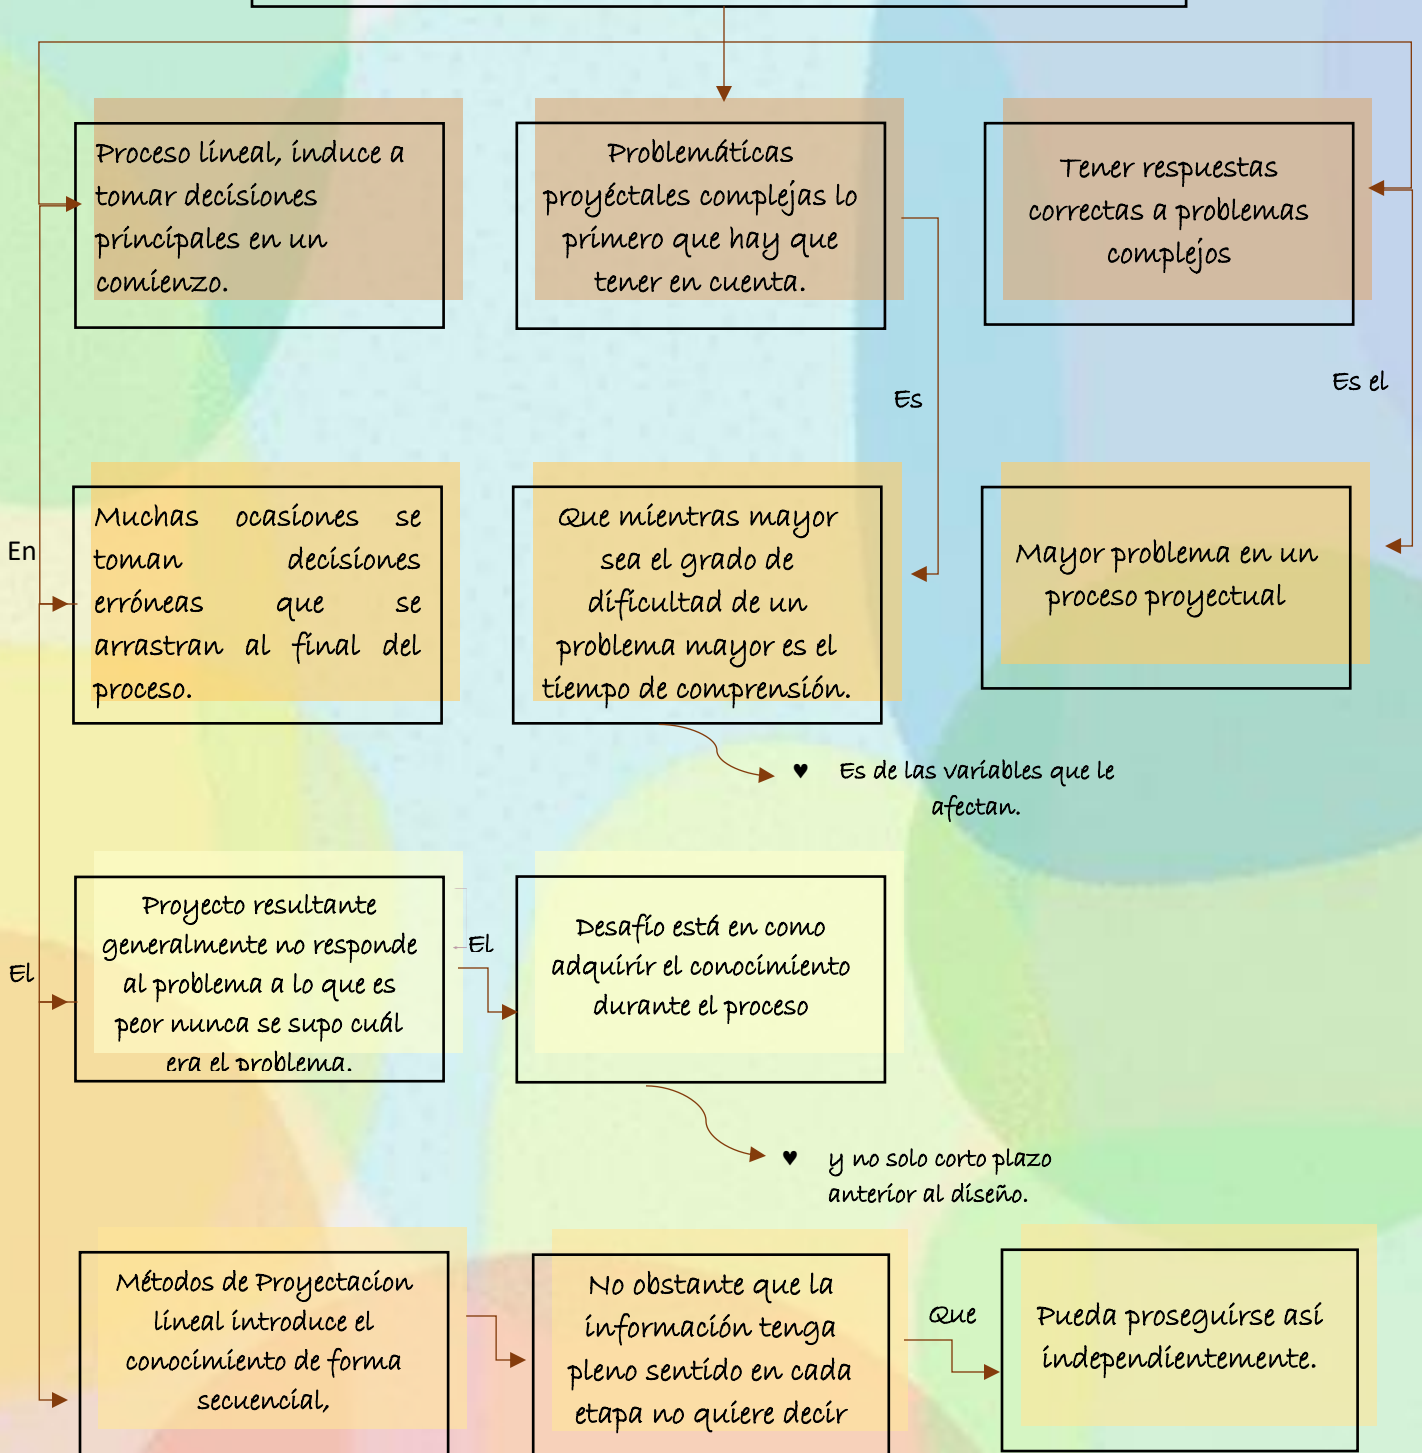 Proceso lineal, induce a
tomar decisiones
principales en un
comienzo.
Problemáticas
proyéctales complejas lo
primero que hay que
tener en cuenta.
Tener respuestas
correctas a problemas
complejos
Es
Es el
En
Muchas ocasiones se
toman decisiones
erróneas que se
arrastran al final del
proceso.
Que mientras mayor
sea el grado de
dificultad de un
problema mayor es el
tiempo de comprensión.
Mayor problema en un
proceso proyectual
♥ Es de las variables que le
afectan.
El
Proyecto resultante
generalmente no responde
al problema a lo que es
peor nunca se supo cuál
era el problema.
El
Desafío está en como
adquirir el conocimiento
durante el proceso
♥ y no solo corto plazo
anterior al diseño.
Métodos de Proyectacion
lineal introduce el
conocimiento de forma
secuencial,
No obstante que la
información tenga
pleno sentido en cada
etapa no quiere decir
Que
Pueda proseguirse así
independientemente.